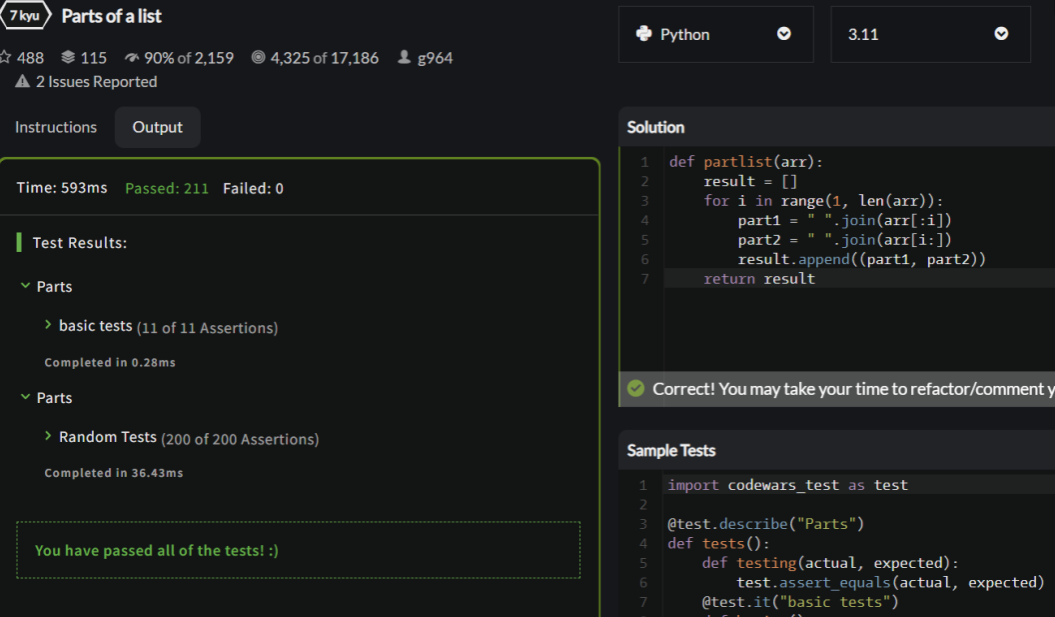 7 kyu Parts of a list
488 115 90% of 2,159 4,325 of 17,186 g964
2 Issues Reported
Instructions Output
Time: 593ms Passed: 211 Failed: 0
Test Results:
Parts
basic tests (11 of 11 Assertions)
Completed in 0.28ms
Parts
Random Tests (200 of 200 Assertions)
Completed in 36.43ms
You have passed all of the tests! :)
Python 3.11
Solution
1 def partlist(arr):
2 result = []
3 for i in range(1, len(arr)):
4 part1 = " ".join(arr[:i])
5 part2 = " ".join(arr[i:])
6 result.append((part1, part2))
7 return result
Correct! You may take your time to refactor/comment y
Sample Tests
1 import codewars_test as test
2
3 @test.describe("Parts")
4 def tests():
5 def testing(actual, expected):
6 test.assert_equals(actual, expected)
7 @test.it("basic tests")